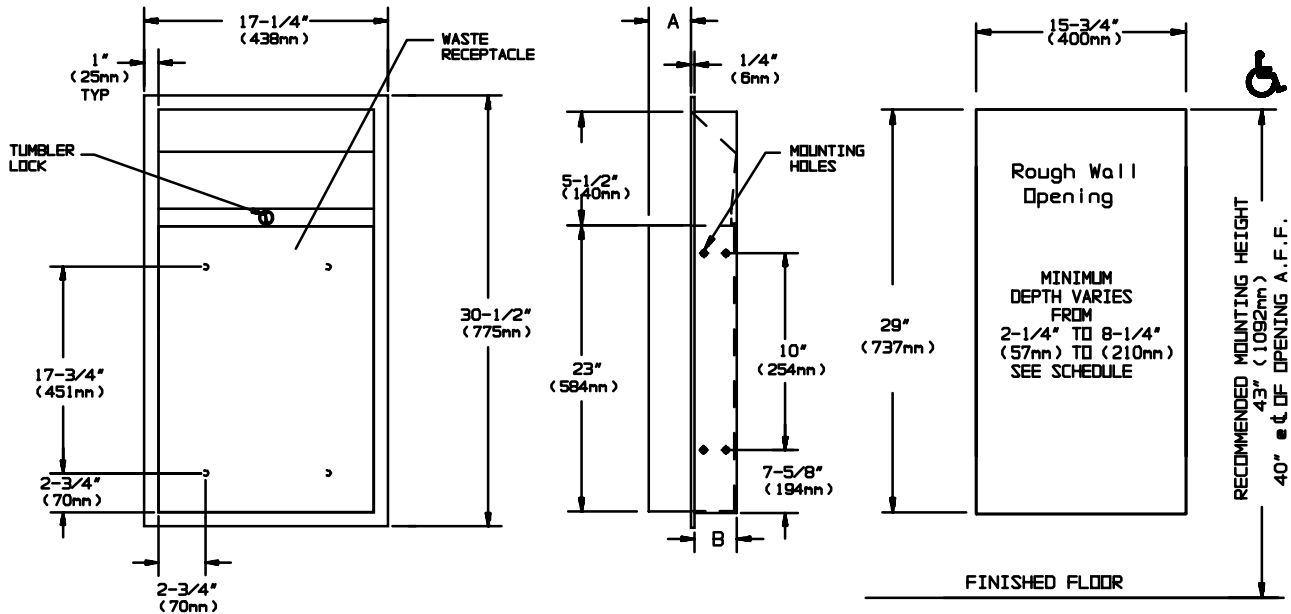 17-1/4"
(438mm)
1"
(25mm)
TYP
WASTE
RECEPTACLE
TUMBLER
LOCK
30-1/2"
(775mm)
17-3/4"
(451mm)
2-3/4"
(70mm)
2-3/4"
(70mm)
A
1/4"
(6mm)
MOUNTING
HOLES
5-1/2"
(140mm)
23"
(584mm)
10"
(254mm)
7-5/8"
(194mm)
B
15-3/4"
(400mm)
29"
(737mm)
Rough Wall
Opening
MINIMUM
DEPTH VARIES
FROM
2-1/4" TO 8-1/4"
(57mm) TO (210mm)
SEE SCHEDULE
RECOMMENDED MOUNTING HEIGHT
43" (1092mm)
40" @ ℄ OF OPENING A.F.F.
FINISHED FLOOR